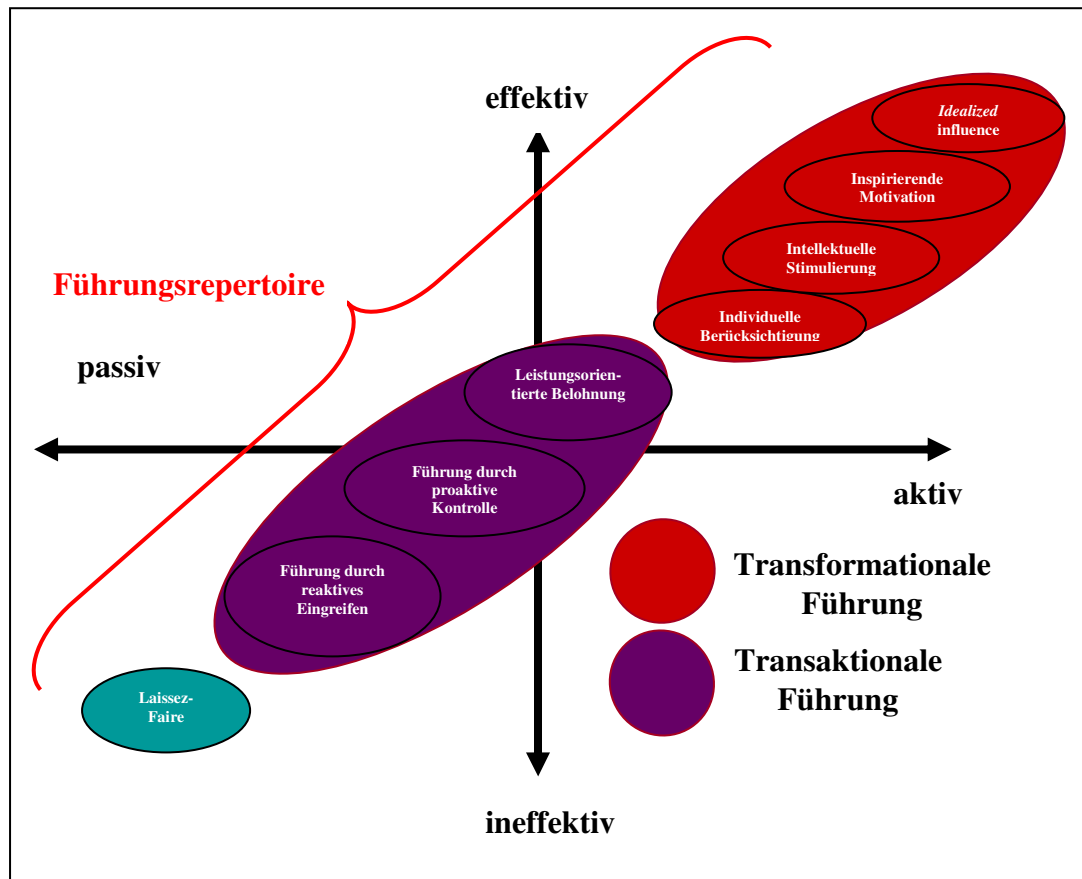 effektiv
Idealized
influence
Inspirierende
Motivation
Intellektuelle
Stimulierung
Führungsrepertoire
Individuelle
Berücksichtigung
passiv
Leistungsorien-
tierte Belohnung
Führung durch
proaktive
Kontrolle
aktiv
Führung durch
reaktives
Eingreifen
Transformationale
Führung
Transaktionale
Führung
Laissez-
Faire
ineffektiv